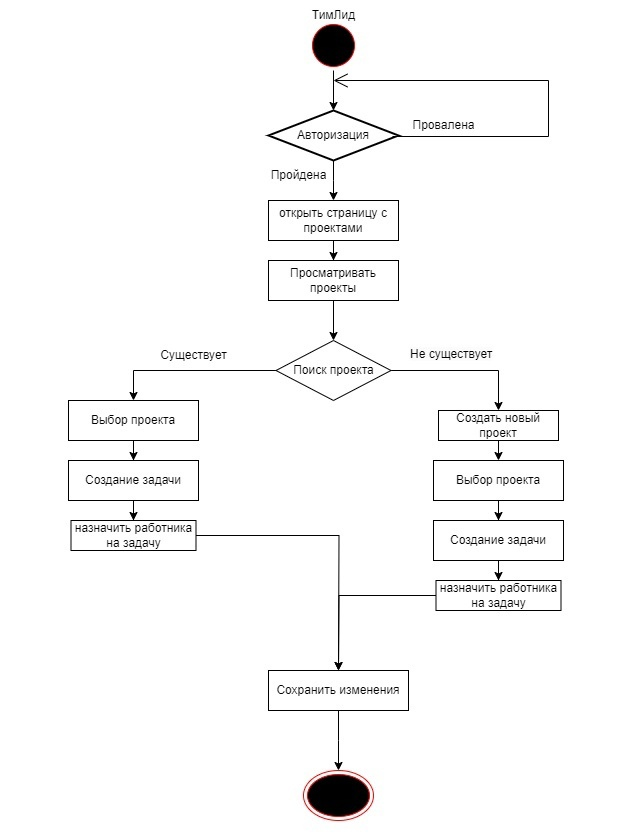 ТимЛид
Авторизация
Провалена
Пройдена
открыть страницу с
проектами
Просматривать
проекты
Поиск проекта
Существует
Не существует
Выбор проекта
Создание задачи
назначить работника
на задачу
Создать новый
проект
Выбор проекта
Создание задачи
назначить работника
на задачу
Сохранить изменения